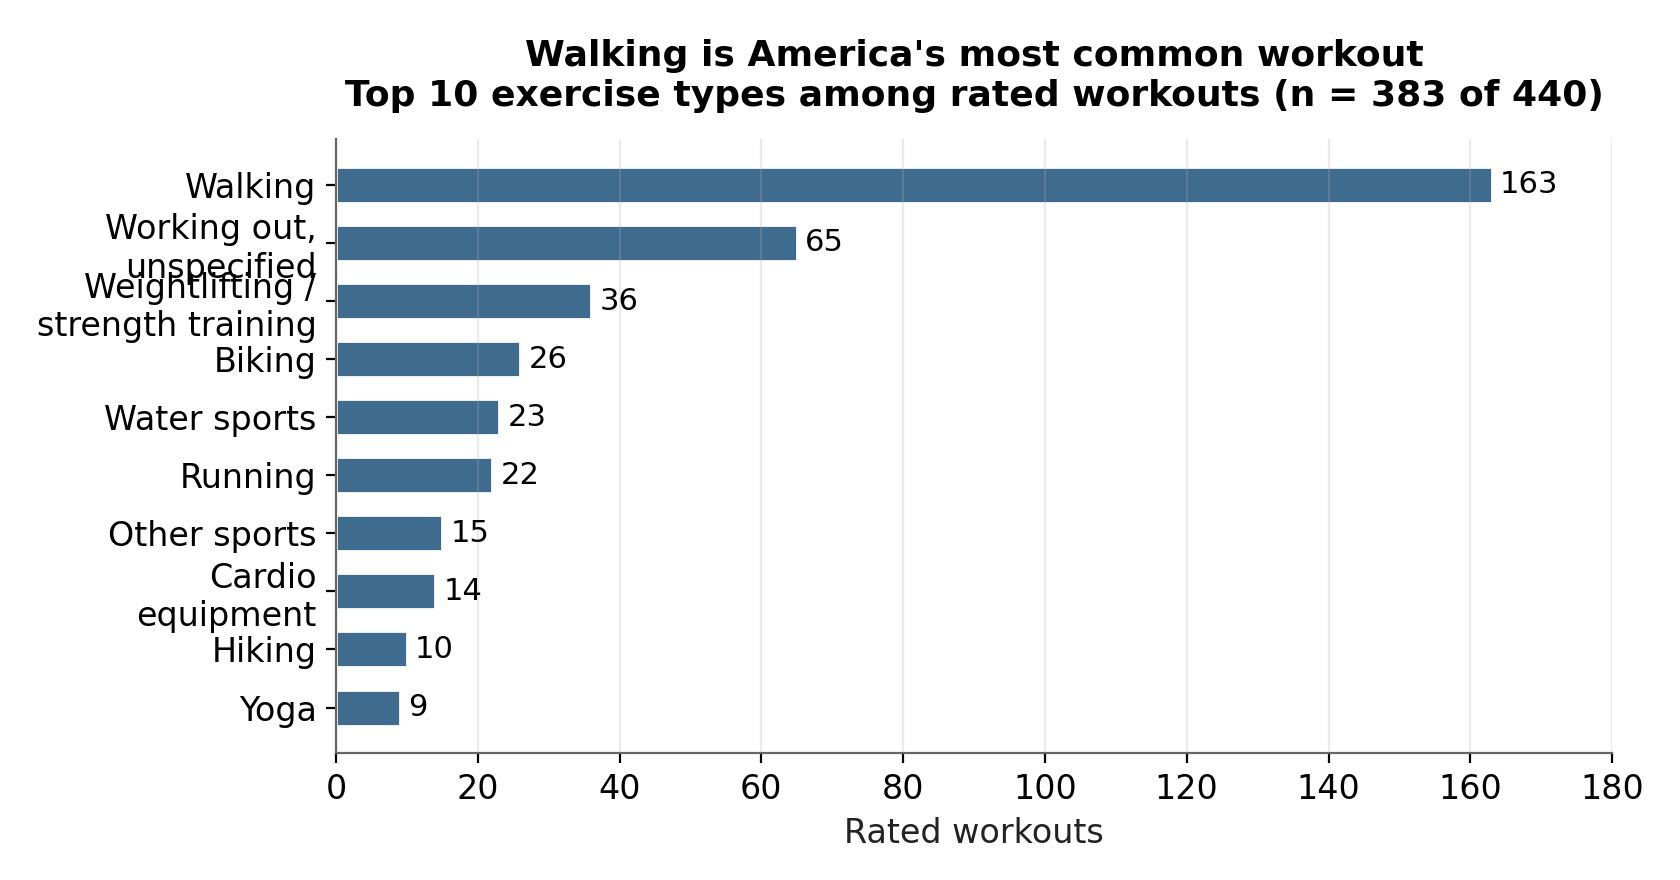 Walking is America's most common workout
Top 10 exercise types among rated workouts (n = 383 of 440)
Walking
163
Working out,
unspecified
65
Weightlifting /
strength training
36
Biking
26
Water sports
23
Running
22
Other sports
15
Cardio
equipment
14
Hiking
10
Yoga
9
0 20 40 60 80 100 120 140 160 180
Rated workouts